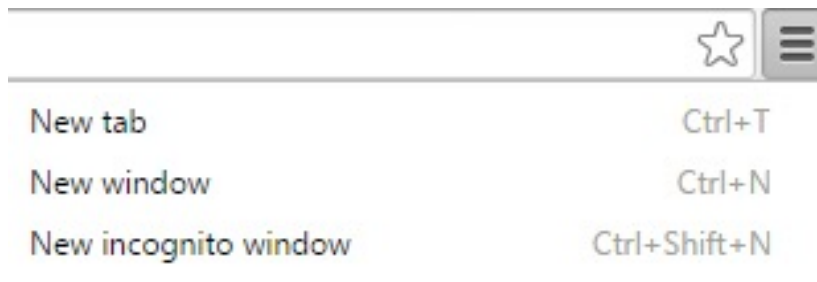 New tab Ctrl+T
New window Ctrl+N
New incognito window Ctrl+Shift+N